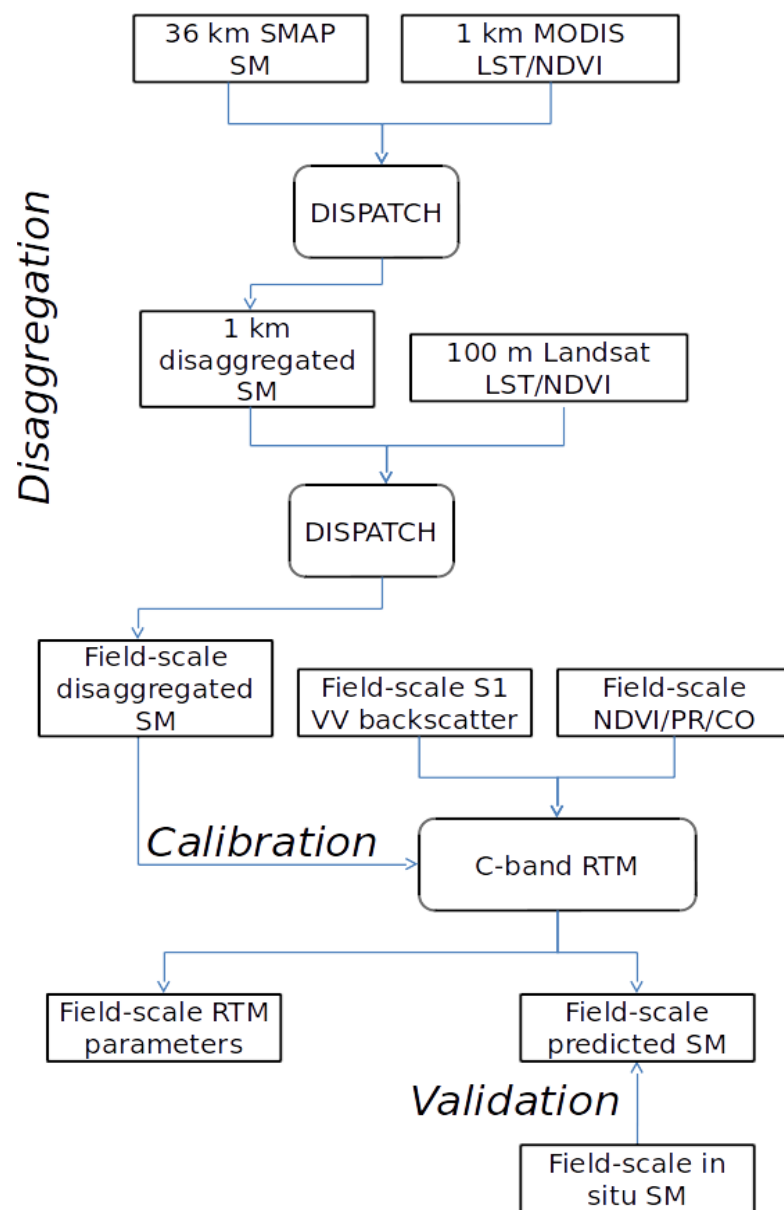 36 km SMAP
SM
1 km MODIS
LST/NDVI
Disaggregation
DISPATCH
1 km
disaggregated
SM
100 m Landsat
LST/NDVI
DISPATCH
Field-scale
disaggregated
SM
Field-scale S1
VV backscatter
Field-scale
NDVI/PR/CO
Calibration
C-band RTM
Field-scale RTM
parameters
Field-scale
predicted SM
Validation
Field-scale in
situ SM